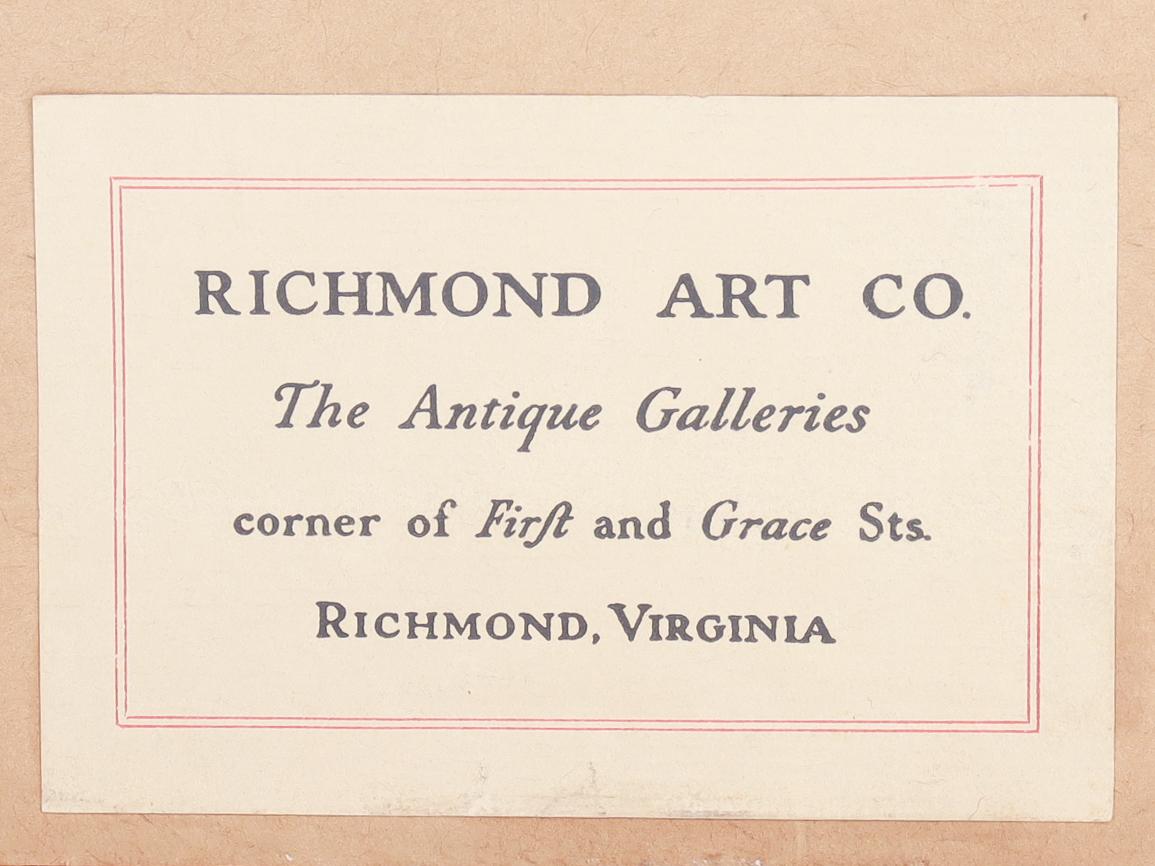 RICHMOND ART CO.
The Antique Galleries
corner of Firſt and Grace Sts.
RICHMOND, VIRGINIA